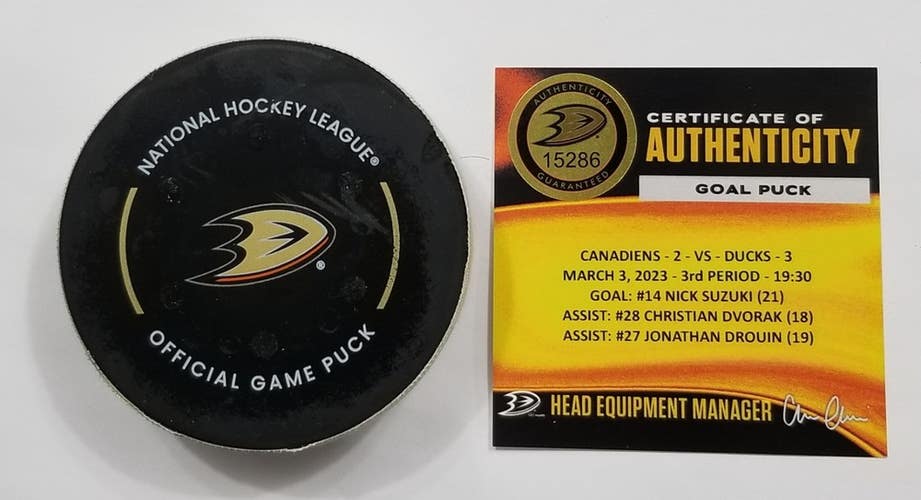 NATIONAL HOCKEY LEAGUE®
®
OFFICIAL GAME PUCK
AUTHENTICITY
15286
GUARANTEED
CERTIFICATE OF
AUTHENTICITY
GOAL PUCK
CANADIENS - 2 - VS - DUCKS - 3
MARCH 3, 2023 - 3rd PERIOD - 19:30
GOAL: #14 NICK SUZUKI (21)
ASSIST: #28 CHRISTIAN DVORAK (18)
ASSIST: #27 JONATHAN DROUIN (19)
HEAD EQUIPMENT MANAGER